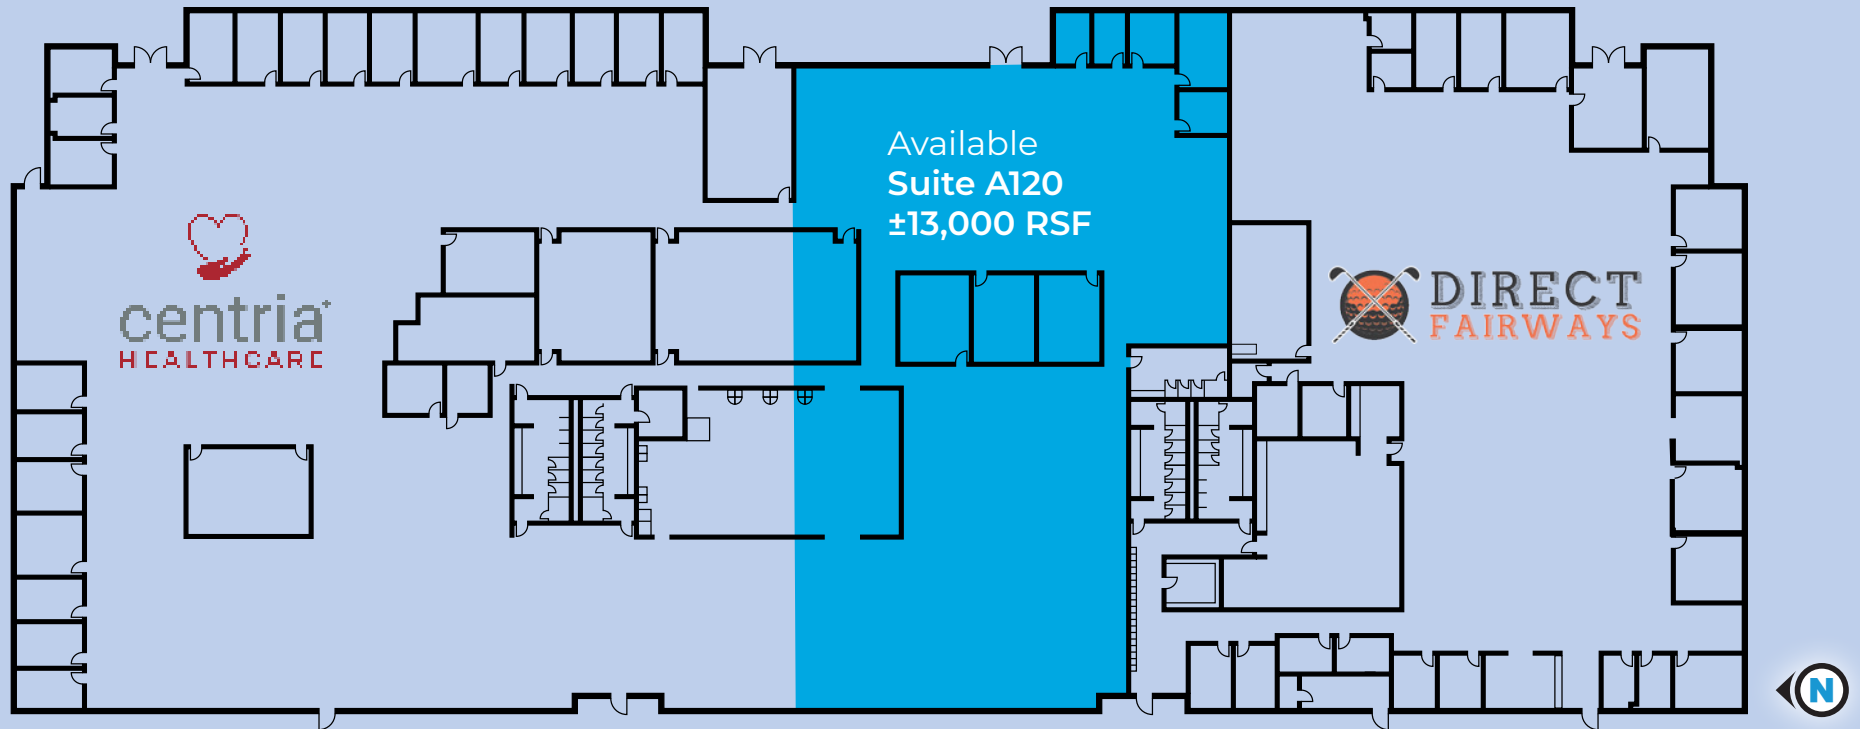 Available
Suite A120
±13,000 RSF
centria
HEALTHCARE
DIRECT
FAIRWAYS
N